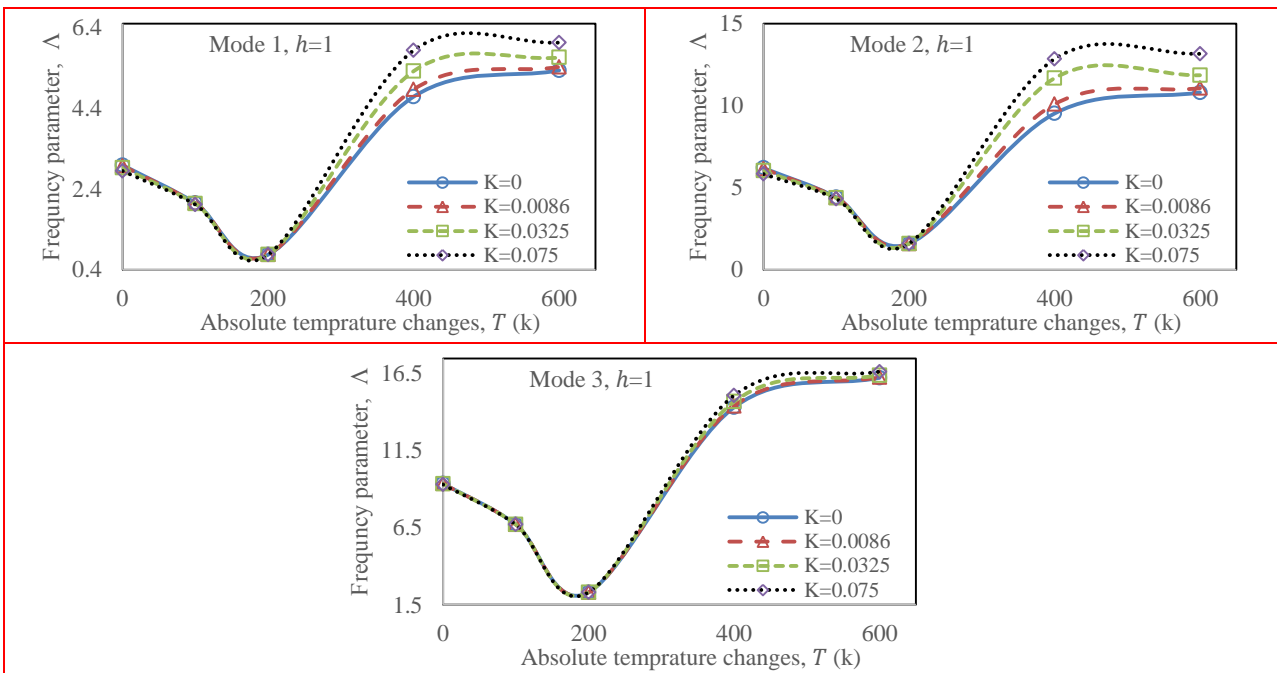 Mode 1, h=1
Frequncy parameter, Λ
6.4
4.4
2.4
0.4
K=0
K=0.0086
K=0.0325
K=0.075
0 200 400 600
Absolute temprature changes, T (k)
Mode 2, h=1
Frequncy parameter, Λ
15
10
5
0
K=0
K=0.0086
K=0.0325
K=0.075
0 200 400 600
Absolute temprature changes, T (k)
Mode 3, h=1
Frequncy parameter, Λ
16.5
11.5
6.5
1.5
K=0
K=0.0086
K=0.0325
K=0.075
0 200 400 600
Absolute temprature changes, T (k)